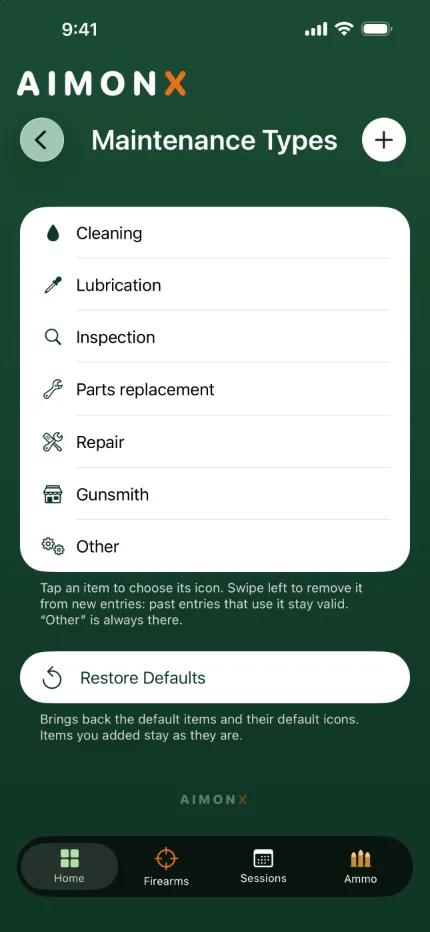 9:41
AIMONX
Maintenance Types
Cleaning
Lubrication
Inspection
Parts replacement
Repair
Gunsmith
Other
Tap an item to choose its icon. Swipe left to remove it
from new entries: past entries that use it stay valid.
“Other” is always there.
Restore Defaults
Brings back the default items and their default icons.
Items you added stay as they are.
AIMONX
Home
Firearms
Sessions
Ammo